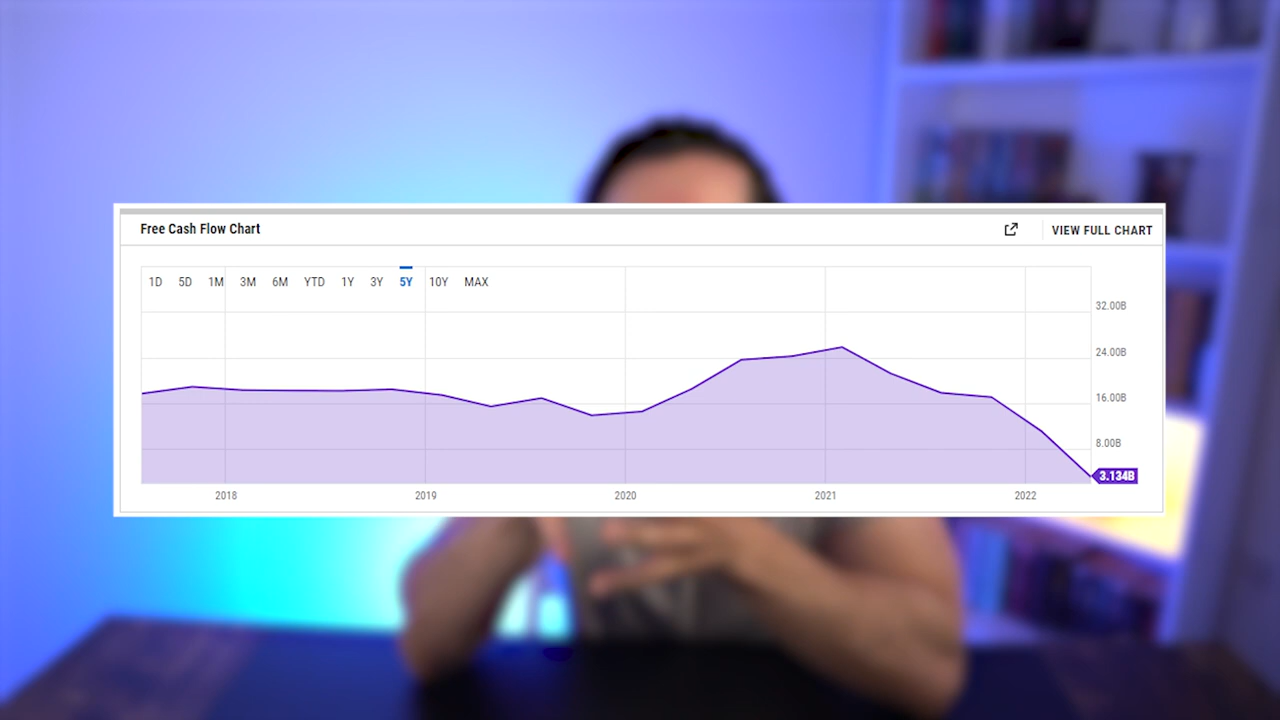 Free Cash Flow Chart
VIEW FULL CHART
1D 5D 1M 3M 6M YTD 1Y 3Y 5Y 10Y MAX
32.00B
24.00B
16.00B
8.00B
3.134B
2018 2019 2020 2021 2022